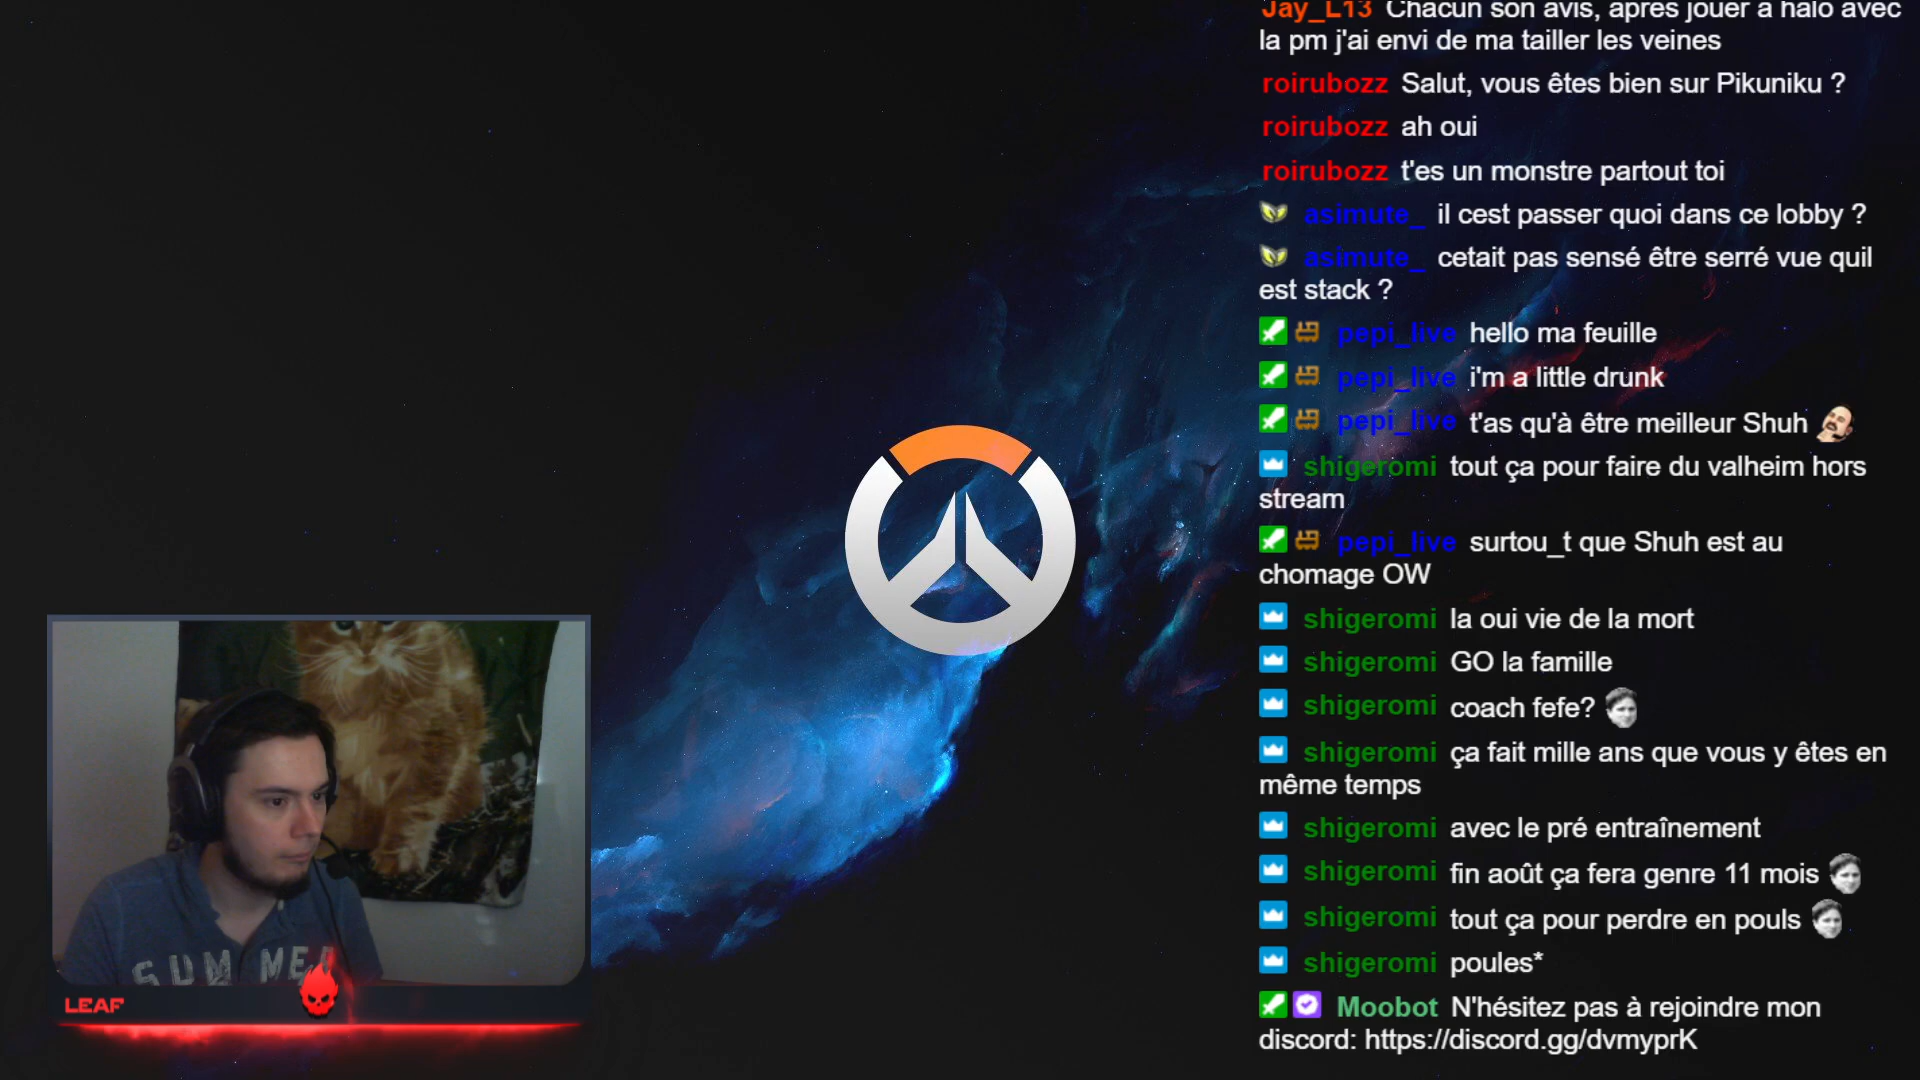 Jay_L13 Chacun son avis, après jouer à halo avec
la pm j'ai envi de ma tailler les veines
roirubozz Salut, vous êtes bien sur Pikuniku ?
roirubozz ah oui
roirubozz t'es un monstre partout toi
asimute_ il cest passer quoi dans ce lobby ?
asimute_ cetait pas sensé être serré vue quil
est stack ?
pepi_live hello ma feuille
pepi_live i'm a little drunk
pepi_live t'as qu'à être meilleur Shuh
shigeromi tout ça pour faire du valheim hors
stream
pepi_live surtou_t que Shuh est au
chomage OW
shigeromi la oui vie de la mort
shigeromi GO la famille
shigeromi coach fefe?
shigeromi ça fait mille ans que vous y êtes en
même temps
shigeromi avec le pré entraînement
shigeromi fin août ça fera genre 11 mois
shigeromi tout ça pour perdre en pouls
shigeromi poules*
Moobot N'hésitez pas à rejoindre mon
discord: https://discord.gg/dvmyprK
SUMMER
LEAF